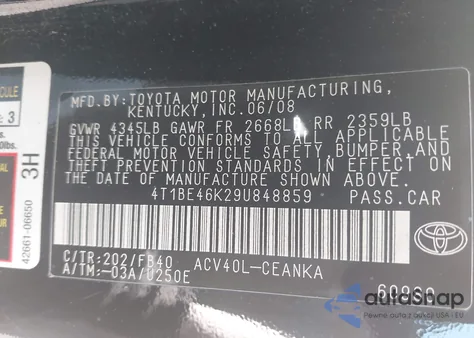 MFD.BY:TOYOTA MOTOR MANUFACTURING,
KENTUCKY, INC. 06/08
GVWR 4345LB GAWR FR 2668LB RR 2359LB
THIS VEHICLE CONFORMS TO ALL APPLICABLE
FEDERAL MOTOR VEHICLE SAFETY, BUMPER, AND
THEFT PREVENTION STANDARDS IN EFFECT ON
THE DATE OF MANUFACTURE SHOWN ABOVE.
4T1BE46K29U848859 PASS.CAR
C/TR:202/FB40 ACV40L-CEANKA
A/TM:-03A/U250E
TOYOTA
3
3H
42661-06650
autosnap